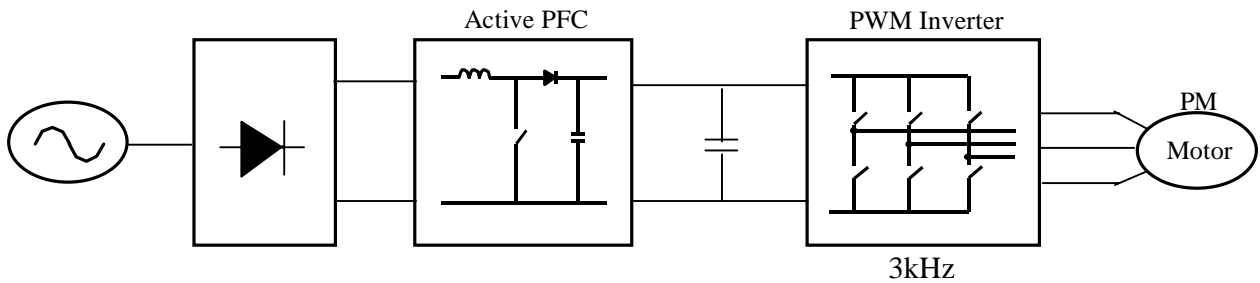 Active PFC
PWM Inverter
PM
Motor
3kHz